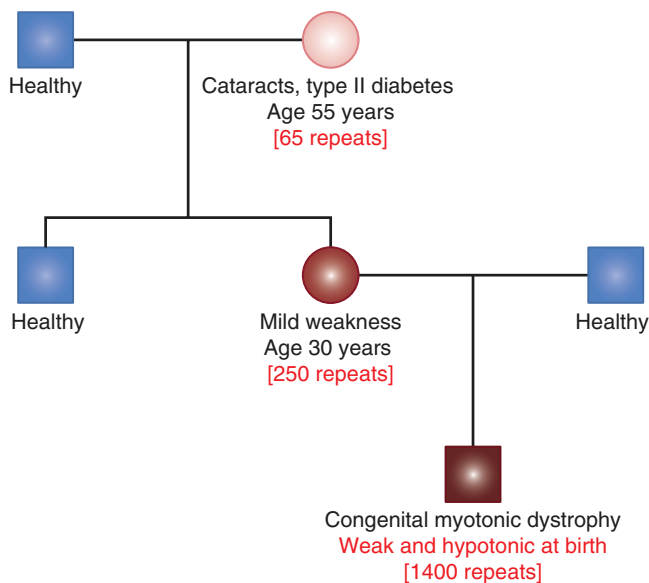 Healthy
Cataracts, type II diabetes
Age 55 years
[65 repeats]
Healthy
Mild weakness
Age 30 years
[250 repeats]
Healthy
Congenital myotonic dystrophy
Weak and hypotonic at birth
[1400 repeats]